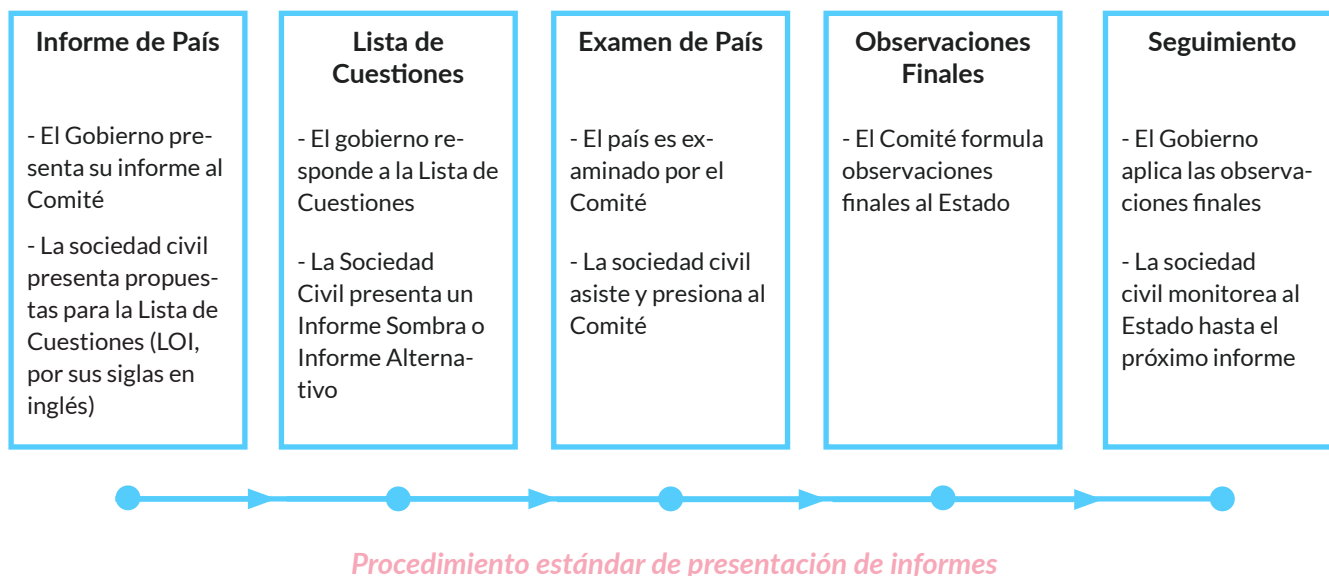 Informe de País
- El Gobierno pre-
senta su informe al
Comité
- La sociedad civil
presenta propues-
tas para la Lista de
Cuestiones (LOI,
por sus siglas en
inglés)
Lista de
Cuestiones
- El gobierno re-
sponde a la Lista de
Cuestiones
- La Sociedad
Civil presenta un
Informe Sombra o
Informe Alterna-
tivo
Examen de País
- El país es ex-
aminado por el
Comité
- La sociedad civil
asiste y presiona al
Comité
Observaciones
Finales
- El Comité formula
observaciones
finales al Estado
Seguimiento
- El Gobierno
aplica las observa-
ciones finales
- La sociedad
civil monitorea al
Estado hasta el
próximo informe
Procedimiento estándar de presentación de informes